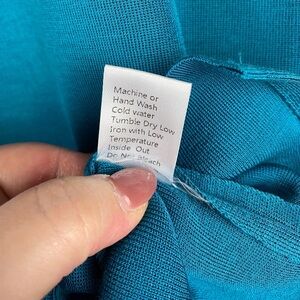 Machine or
Hand Wash
Cold water
Tumble Dry Low
Iron with Low
Temperature
Inside Out
Do Not bleach